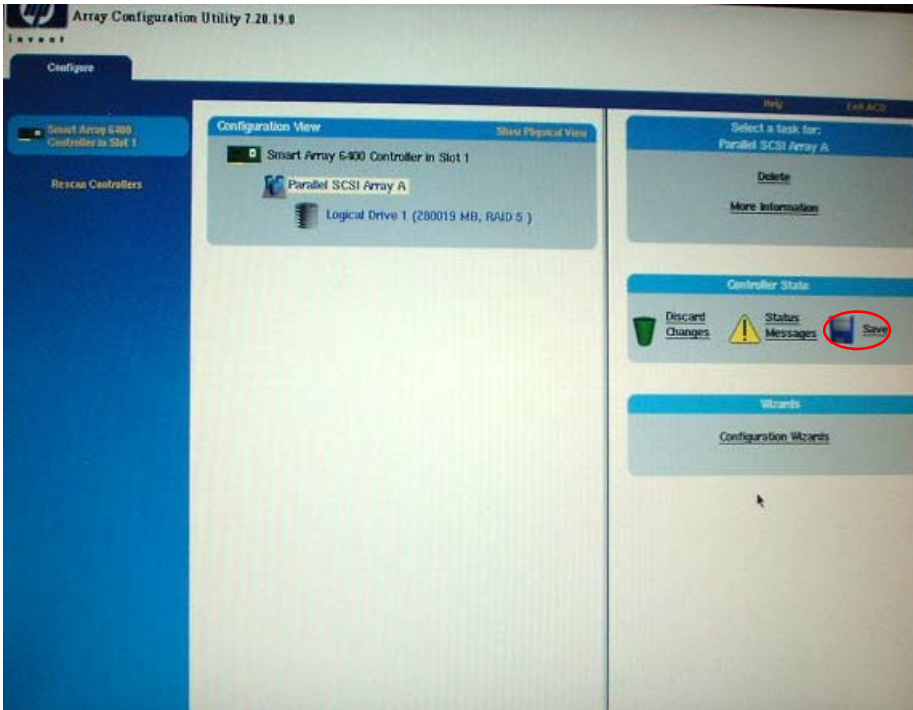 hp
Array Configuration Utility 7.20.19.0
invent
Configure
Help
Exit ACU
Smart Array 6400
Controller in Slot 1
Rescan Controllers
Configuration View
Show Physical View
Smart Array 6400 Controller in Slot 1
Parallel SCSI Array A
Logical Drive 1 (280019 MB, RAID 5 )
Select a task for:
Parallel SCSI Array A
Delete
More Information
Controller State
Discard
Changes
Status
Messages
Save
Wizards
Configuration Wizards